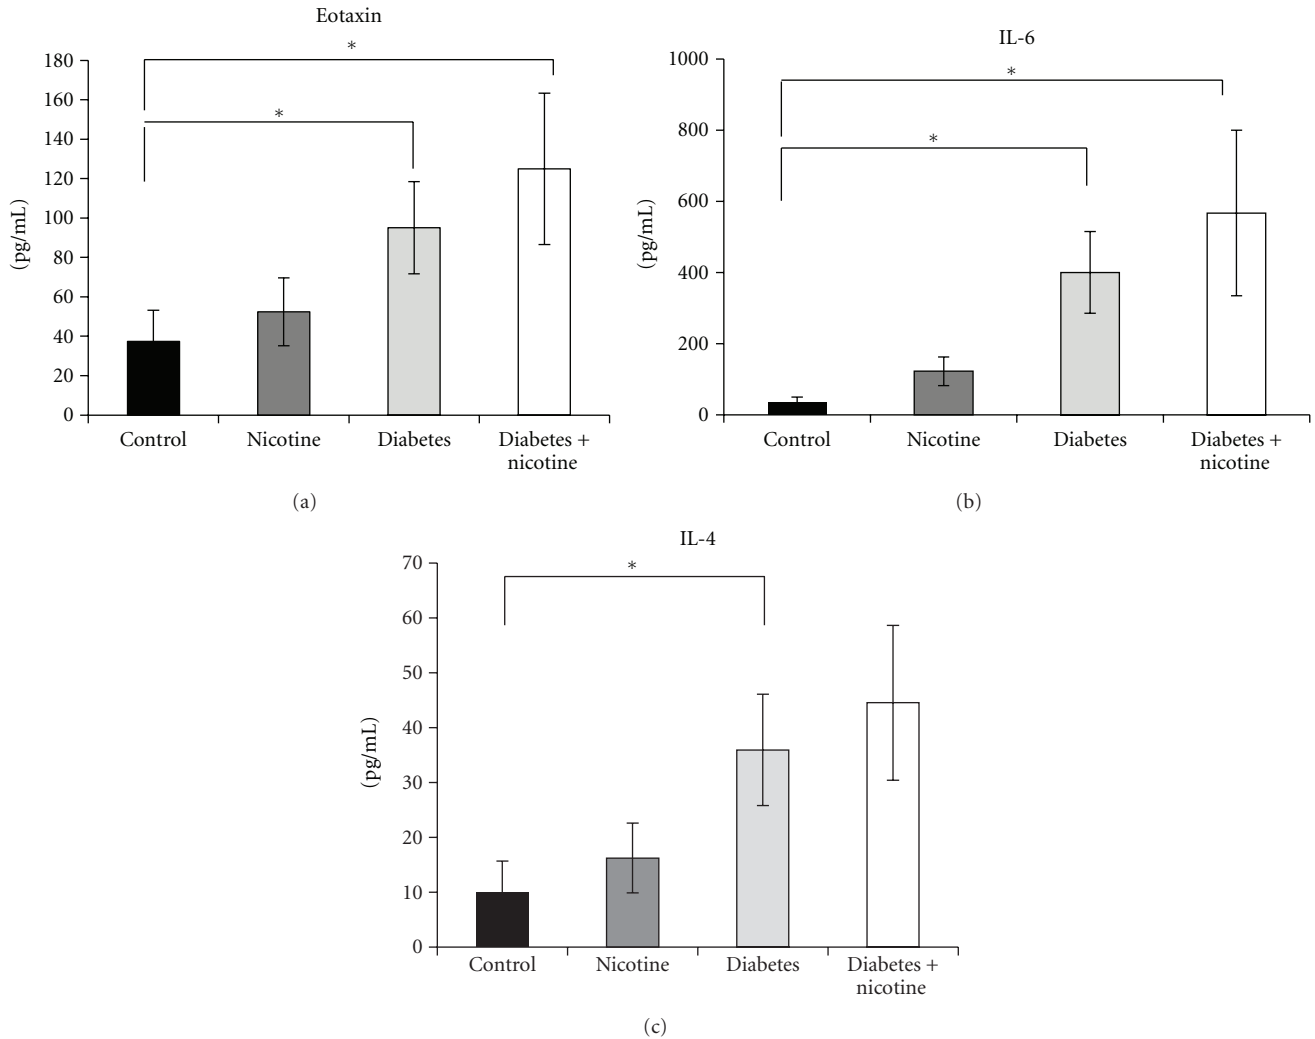 Eotaxin
*
*
180
160
140
120
100
80
60
40
20
0
(pg/mL)
Control
Nicotine
Diabetes
Diabetes +
nicotine
(a)
IL-6
*
*
1000
800
600
400
200
0
(pg/mL)
Control
Nicotine
Diabetes
Diabetes +
nicotine
(b)
IL-4
*
70
60
50
40
30
20
10
0
(pg/mL)
Control
Nicotine
Diabetes
Diabetes +
nicotine
(c)